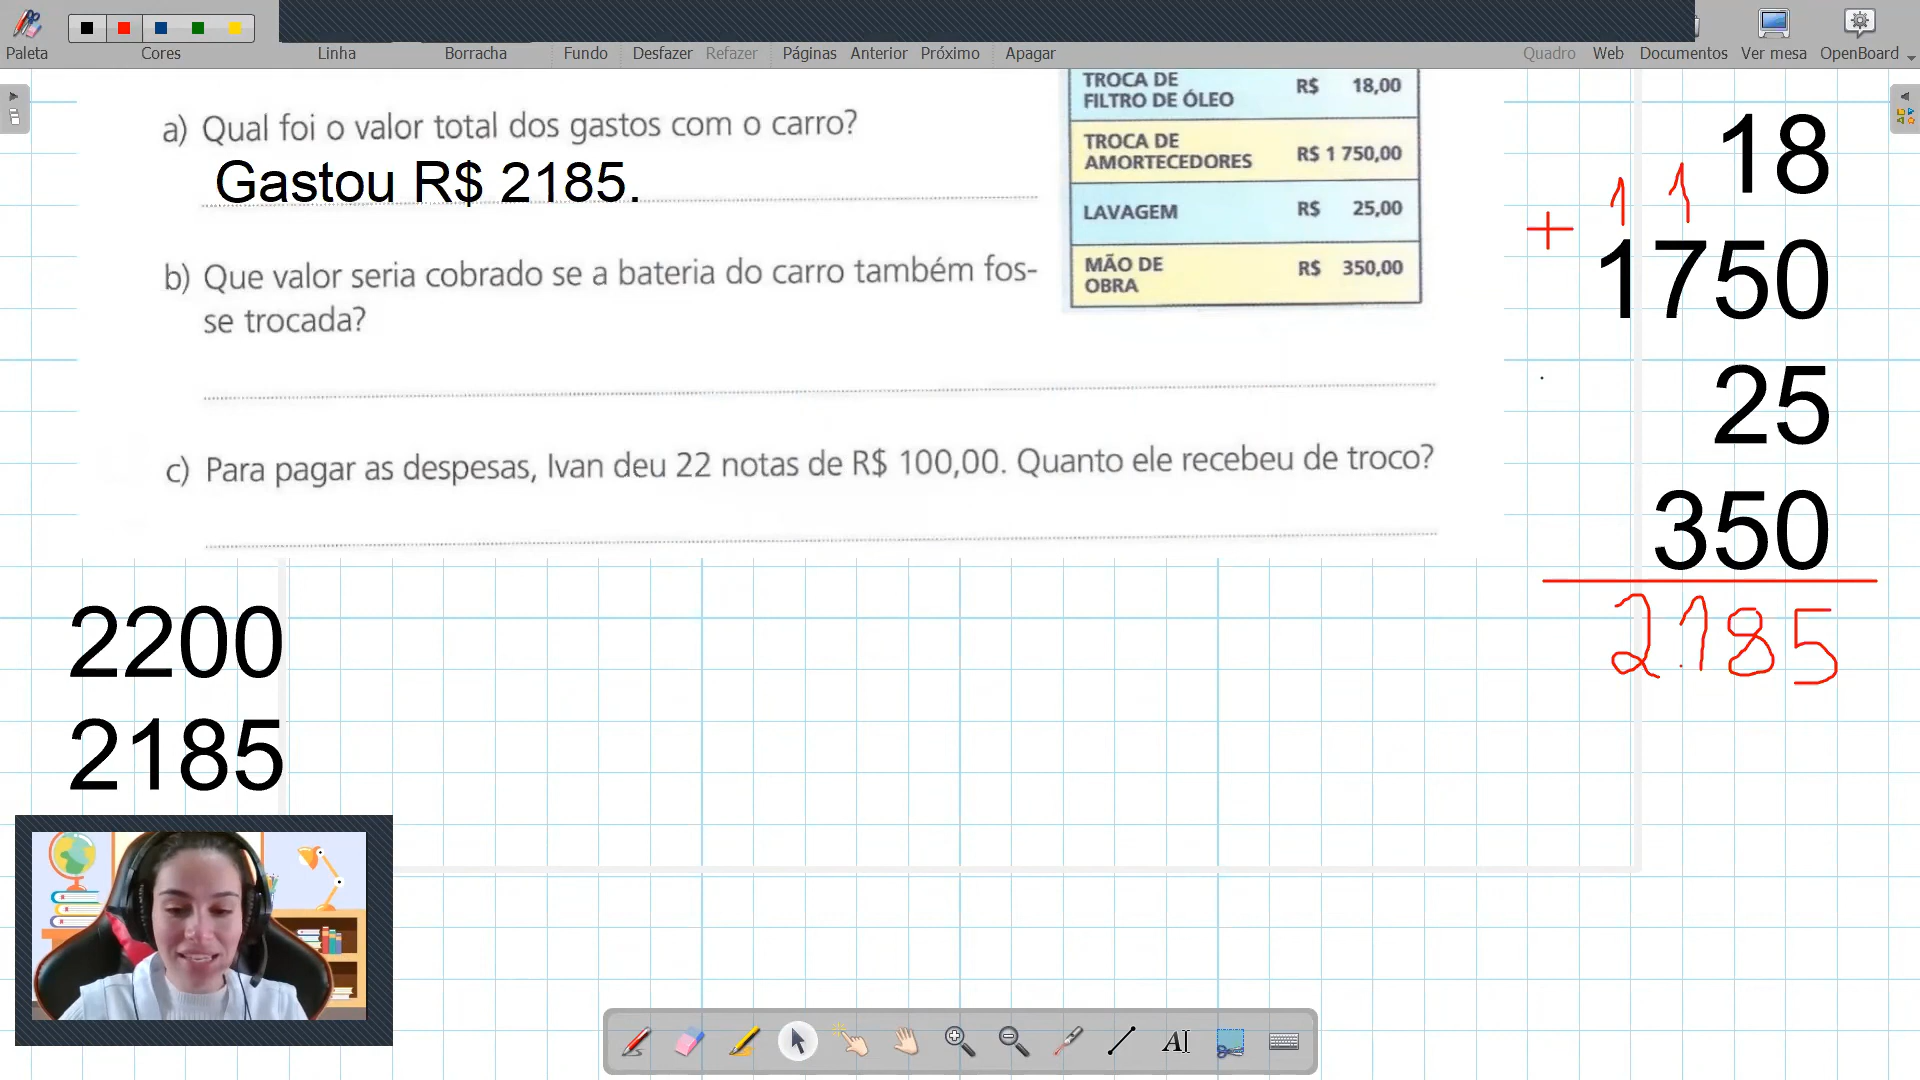 Paleta
Cores
Linha
Borracha
Fundo
Desfazer
Refazer
Páginas
Anterior
Próximo
Apagar
Quadro
Web
Documentos
Ver mesa
OpenBoard
a) Qual foi o valor total dos gastos com o carro?
Gastou R$ 2185.
b) Que valor seria cobrado se a bateria do carro também fos-
se trocada?
c) Para pagar as despesas, Ivan deu 22 notas de R$ 100,00. Quanto ele recebeu de troco?
TROCA DE
FILTRO DE ÓLEO R$ 18,00
TROCA DE
AMORTECEDORES R$ 1 750,00
LAVAGEM R$ 25,00
MÃO DE
OBRA R$ 350,00
18
1 1
+
1750
25
350
2.185
2200
2185
AI